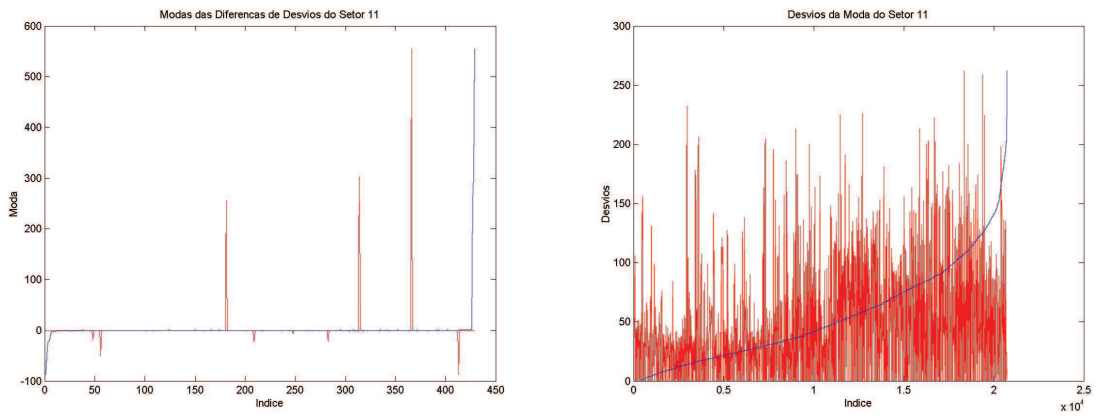 Modas das Diferencas de Desvios do Setor 11
600
500
400
300
200
100
0
-100
Moda
0 50 100 150 200 250 300 350 400 450
Indice
Desvios da Moda do Setor 11
300
250
200
150
100
50
0
Desvios
0 0.5 1 1.5 2 2.5
Indice
x 10⁴